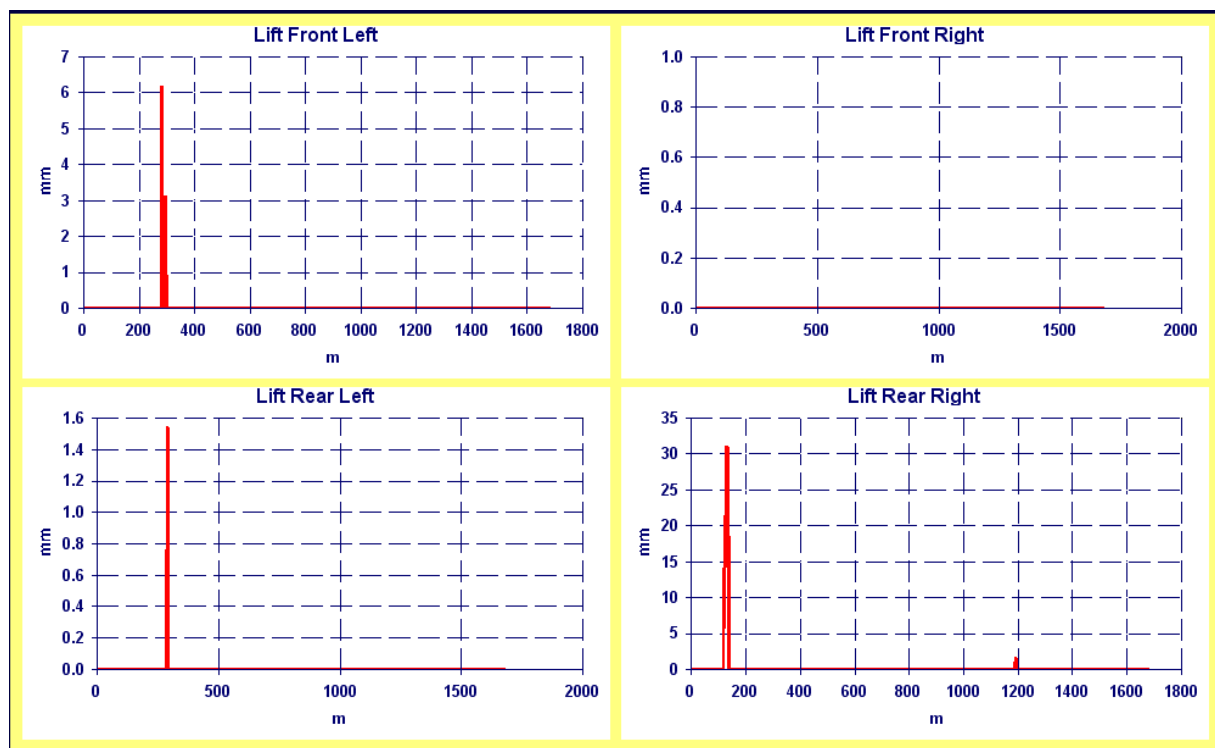 Lift Front Left
7
6
5
4
3
2
1
0
mm
0 200 400 600 800 1000 1200 1400 1600 1800
m
Lift Front Right
1.0
0.8
0.6
0.4
0.2
0.0
mm
0 500 1000 1500 2000
m
Lift Rear Left
1.6
1.4
1.2
1.0
0.8
0.6
0.4
0.2
0.0
mm
0 500 1000 1500 2000
m
Lift Rear Right
35
30
25
20
15
10
5
0
mm
0 200 400 600 800 1000 1200 1400 1600 1800
m